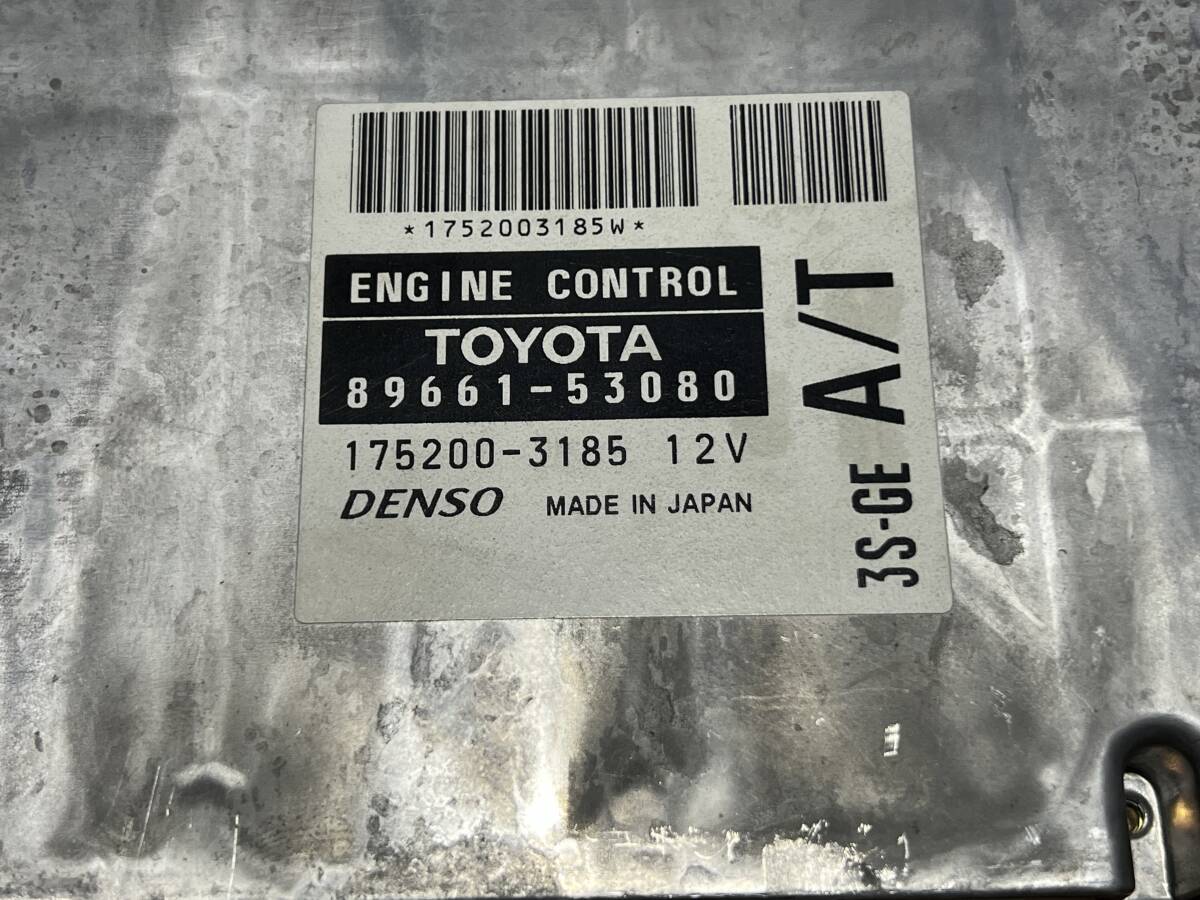 *1752003185W*
ENGINE CONTROL
TOYOTA
89661-53080
175200-3185 12V
DENSO MADE IN JAPAN
3S-GE A/T